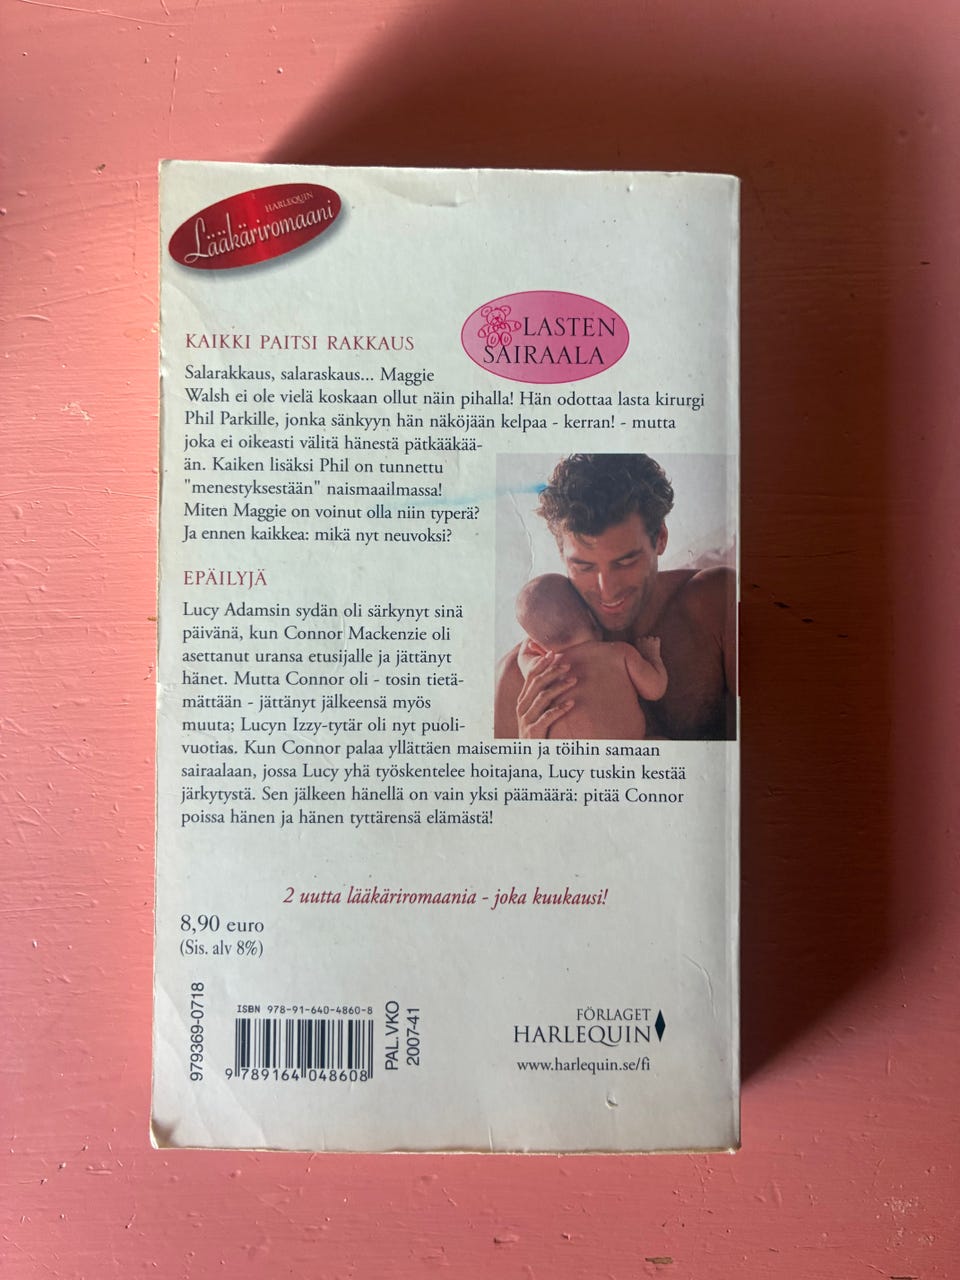 HARLEQUIN
Lääkäriromaani
LASTEN
SAIRAALA
KAIKKI PAITSI RAKKAUS
Salarakkaus, salaraskaus... Maggie
Walsh ei ole vielä koskaan ollut näin pihalla! Hän odottaa lasta kirurgi
Phil Parkille, jonka sänkyyn hän näköjään kelpaa - kerran! - mutta
joka ei oikeasti välitä hänestä pätkääkää-
än. Kaiken lisäksi Phil on tunnettu
"menestyksestään" naismaailmassa!
Miten Maggie on voinut olla niin typerä?
Ja ennen kaikkea: mikä nyt neuvoksi?
EPÄILYJÄ
Lucy Adamsin sydän oli särkynyt sinä
päivänä, kun Connor Mackenzie oli
asettanut uransa etusijalle ja jättänyt
hänet. Mutta Connor oli - tosin tietä-
mättään - jättänyt jälkeensä myös
muuta; Lucyn Izzy-tytär oli nyt puoli-
vuotias. Kun Connor palaa yllättäen maisemiin ja töihin samaan
sairaalaan, jossa Lucy yhä työskentelee hoitajana, Lucy tuskin kestää
järkytystä. Sen jälkeen hänellä on vain yksi päämäärä: pitää Connor
poissa hänen ja hänen tyttärensä elämästä!
2 uutta lääkäriromaania - joka kuukausi!
8,90 euro
(Sis. alv 8%)
979369-0718
ISBN 978-91-640-4860-8
9 789164 048608
PAL.VKO
2007-41
FÖRLAGET
HARLEQUIN
www.harlequin.se/fi